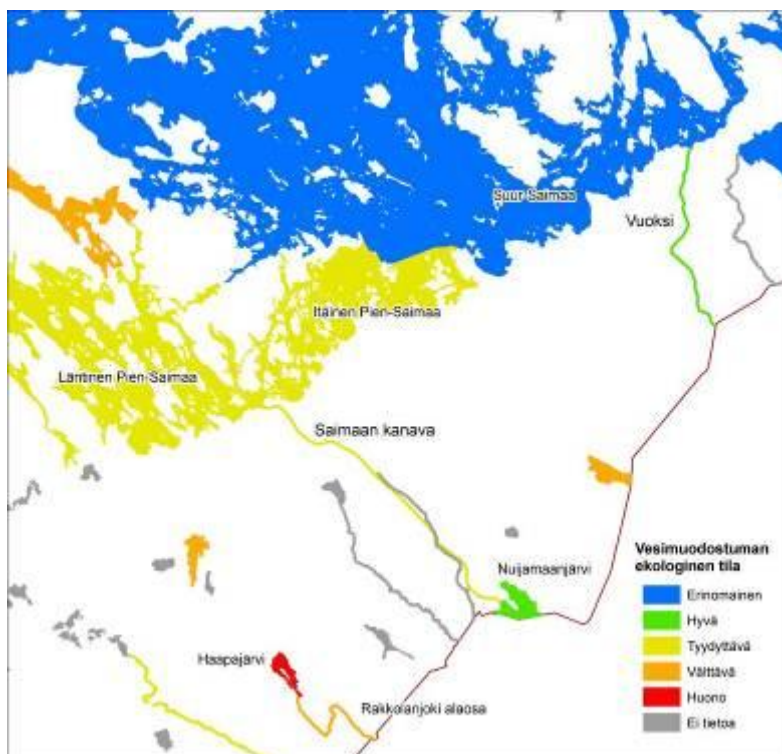 Suur Saimaa
Vuoksi
Itäinen Pien-Saimaa
Läntinen Pien-Saimaa
Saimaan kanava
Nuijamaanjärvi
Haapajärvi
Rakkolanjoki alaosa
Vesimuodostuman
ekologinen tila
Erinomainen
Hyvä
Tyydyttävä
Välttävä
Huono
Ei tietoa